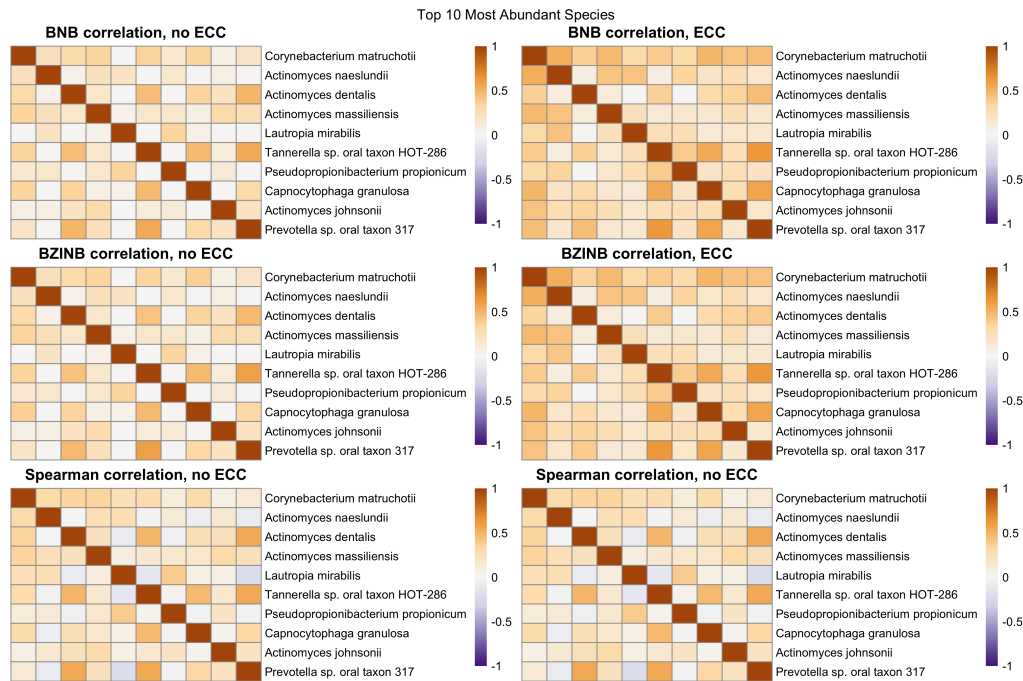 Top 10 Most Abundant Species
BNB correlation, no ECC
Corynebacterium matruchotii
Actinomyces naeslundii
Actinomyces dentalis
Actinomyces massiliensis
Lautropia mirabilis
Tannerella sp. oral taxon HOT-286
Pseudopropionibacterium propionicum
Capnocytophaga granulosa
Actinomyces johnsonii
Prevotella sp. oral taxon 317
1
0.5
0
-0.5
-1
BNB correlation, ECC
Corynebacterium matruchotii
Actinomyces naeslundii
Actinomyces dentalis
Actinomyces massiliensis
Lautropia mirabilis
Tannerella sp. oral taxon HOT-286
Pseudopropionibacterium propionicum
Capnocytophaga granulosa
Actinomyces johnsonii
Prevotella sp. oral taxon 317
1
0.5
0
-0.5
-1
BZINB correlation, no ECC
Corynebacterium matruchotii
Actinomyces naeslundii
Actinomyces dentalis
Actinomyces massiliensis
Lautropia mirabilis
Tannerella sp. oral taxon HOT-286
Pseudopropionibacterium propionicum
Capnocytophaga granulosa
Actinomyces johnsonii
Prevotella sp. oral taxon 317
1
0.5
0
-0.5
-1
BZINB correlation, ECC
Corynebacterium matruchotii
Actinomyces naeslundii
Actinomyces dentalis
Actinomyces massiliensis
Lautropia mirabilis
Tannerella sp. oral taxon HOT-286
Pseudopropionibacterium propionicum
Capnocytophaga granulosa
Actinomyces johnsonii
Prevotella sp. oral taxon 317
1
0.5
0
-0.5
-1
Spearman correlation, no ECC
Corynebacterium matruchotii
Actinomyces naeslundii
Actinomyces dentalis
Actinomyces massiliensis
Lautropia mirabilis
Tannerella sp. oral taxon HOT-286
Pseudopropionibacterium propionicum
Capnocytophaga granulosa
Actinomyces johnsonii
Prevotella sp. oral taxon 317
1
0.5
0
-0.5
-1
Spearman correlation, no ECC
Corynebacterium matruchotii
Actinomyces naeslundii
Actinomyces dentalis
Actinomyces massiliensis
Lautropia mirabilis
Tannerella sp. oral taxon HOT-286
Pseudopropionibacterium propionicum
Capnocytophaga granulosa
Actinomyces johnsonii
Prevotella sp. oral taxon 317
1
0.5
0
-0.5
-1